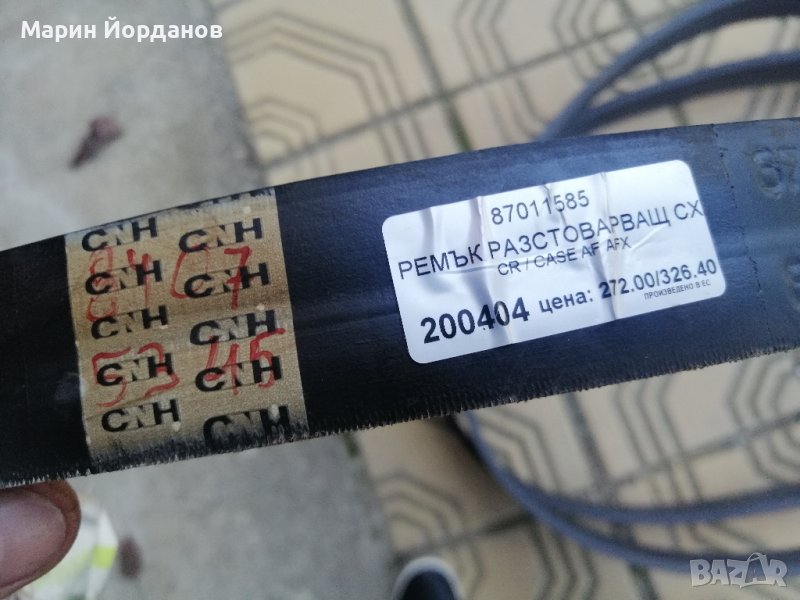 Марин Йорданов
CNH CNH
CNH CNH
CNH CNH
CNH CNH
CNH CNH
87011585
РЕМЪК РАЗСТОВАРВАЩ CX
CR / CASE AF AFX
200404 цена: 272.00/326.40
ПРОИЗВЕДЕНО В ЕС
BAZAR